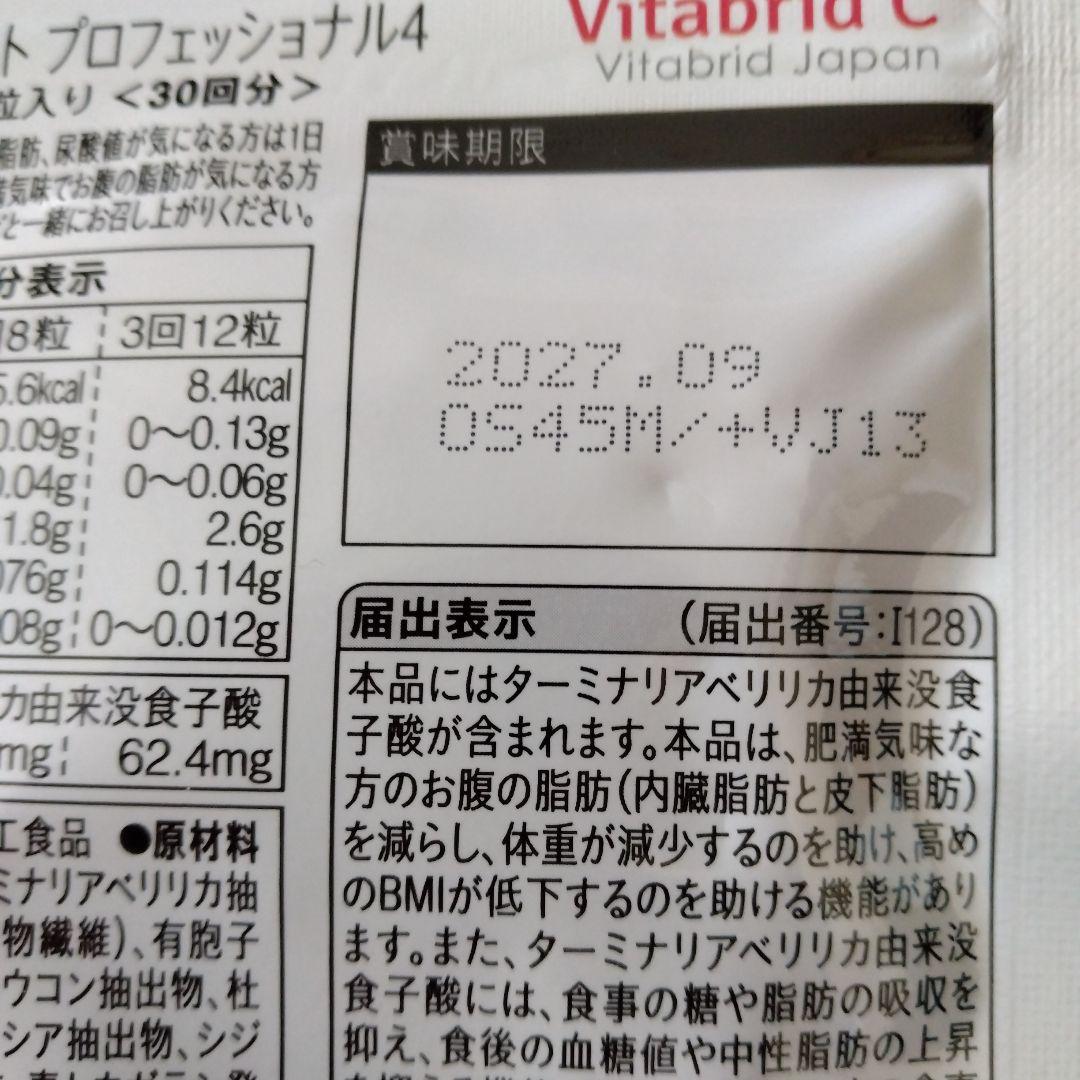 ト プロフェッショナル4
粒入り <30回分>
脂肪、尿酸値が気になる方は1日
気味でお腹の脂肪が気になる方
と一緒にお召し上がりください。
分表示
8粒 3回12粒
5.6kcal 8.4kcal
0.09g 0〜0.13g
0.04g 0〜0.06g
1.8g 2.6g
076g 0.114g
08g 0〜0.012g
カ由来没食子酸
mg 62.4mg
工食品 ●原材料
ミナリアベリリカ抽
物繊維)、有胞子
ウコン抽出物、杜
シア抽出物、シジ
Vitabrid C
Vitabrid Japan
賞味期限
2027.09
OS45M/+VJ13
届出表示 (届出番号:I128)
本品にはターミナリアベリリカ由来没食
子酸が含まれます。本品は、肥満気味な
方のお腹の脂肪(内臓脂肪と皮下脂肪)
を減らし、体重が減少するのを助け、高め
のBMIが低下するのを助ける機能があり
ます。また、ターミナリアベリリカ由来没
食子酸には、食事の糖や脂肪の吸収を
抑え、食後の血糖値や中性脂肪の上昇